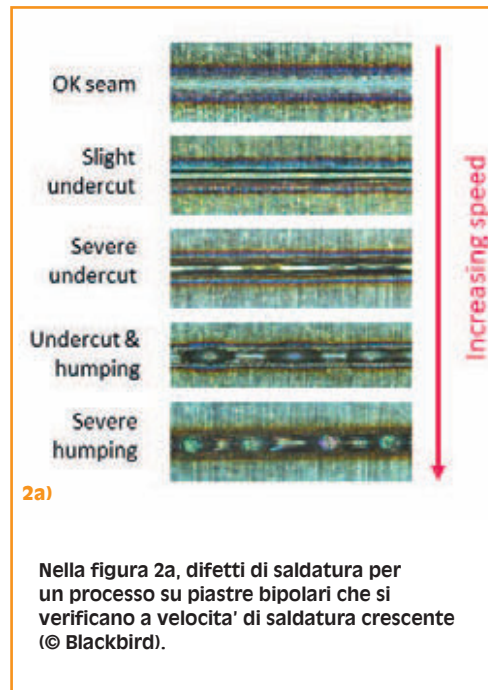 OK seam
Slight
undercut
Severe
undercut
Undercut &
humping
Severe
humping
Increasing speed
2a)
Nella figura 2a, difetti di saldatura per
un processo su piastre bipolari che si
verificano a velocita' di saldatura crescente
(© Blackbird).